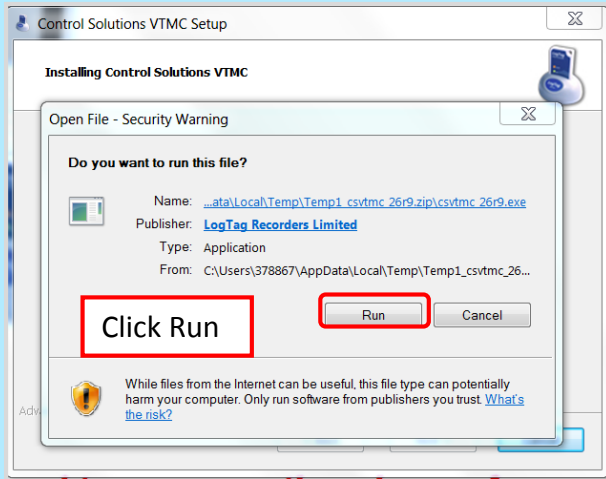 Control Solutions VTMC Setup
Installing Control Solutions VTMC
Open File - Security Warning
Do you want to run this file?
Name: ...ata\Local\Temp\Temp1_csvtmc_26r9.zip\csvtmc_26r9.exe
Publisher: LogTag Recorders Limited
Type: Application
From: C:\Users\378867\AppData\Local\Temp\Temp1_csvtmc_26...
Click Run
Run
Cancel
While files from the Internet can be useful, this file type can potentially
harm your computer. Only run software from publishers you trust. What's
the risk?